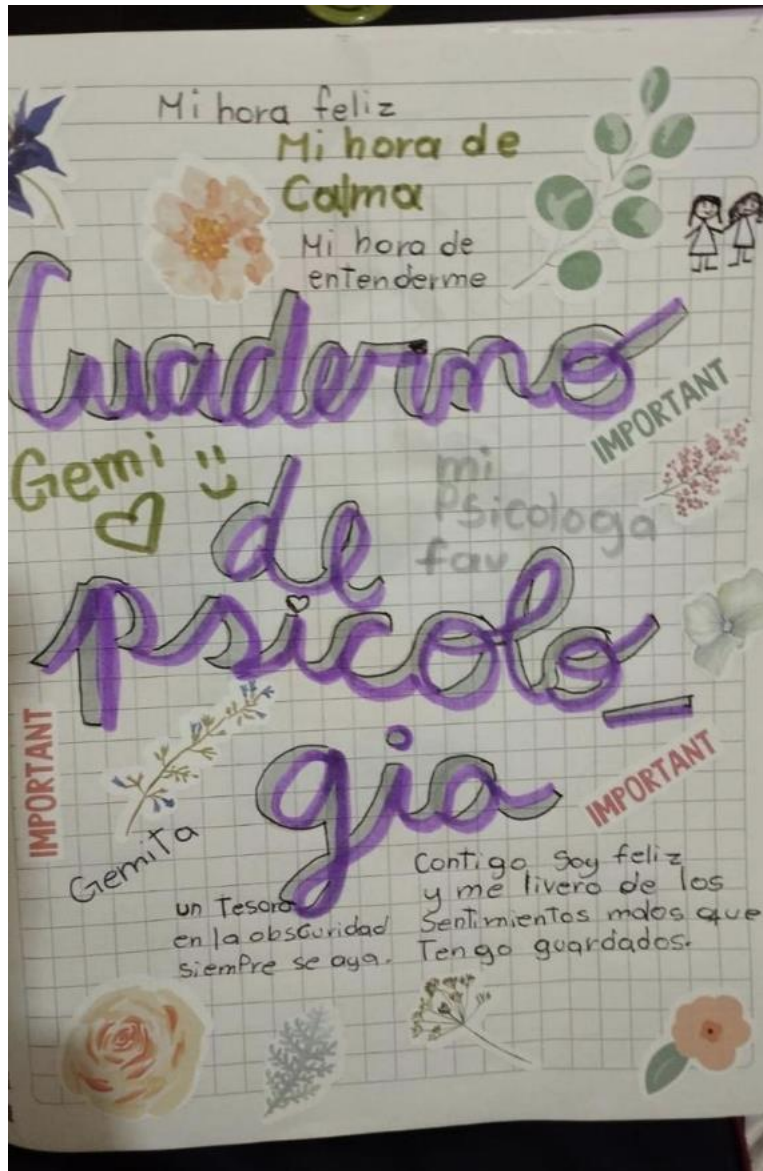 Mi hora feliz
Mi hora de
Calma
Mi hora de
entenderme
Cuaderno
IMPORTANT
Gemi
mi
Psicologa
fav
de
psicolo_
gia
IMPORTANT
IMPORTANT
Gemita
un Tesoro
en la obscuridad
siempre se aya.
Contigo Soy feliz
y me livero de los
Sentimientos malos que
Tengo guardados.